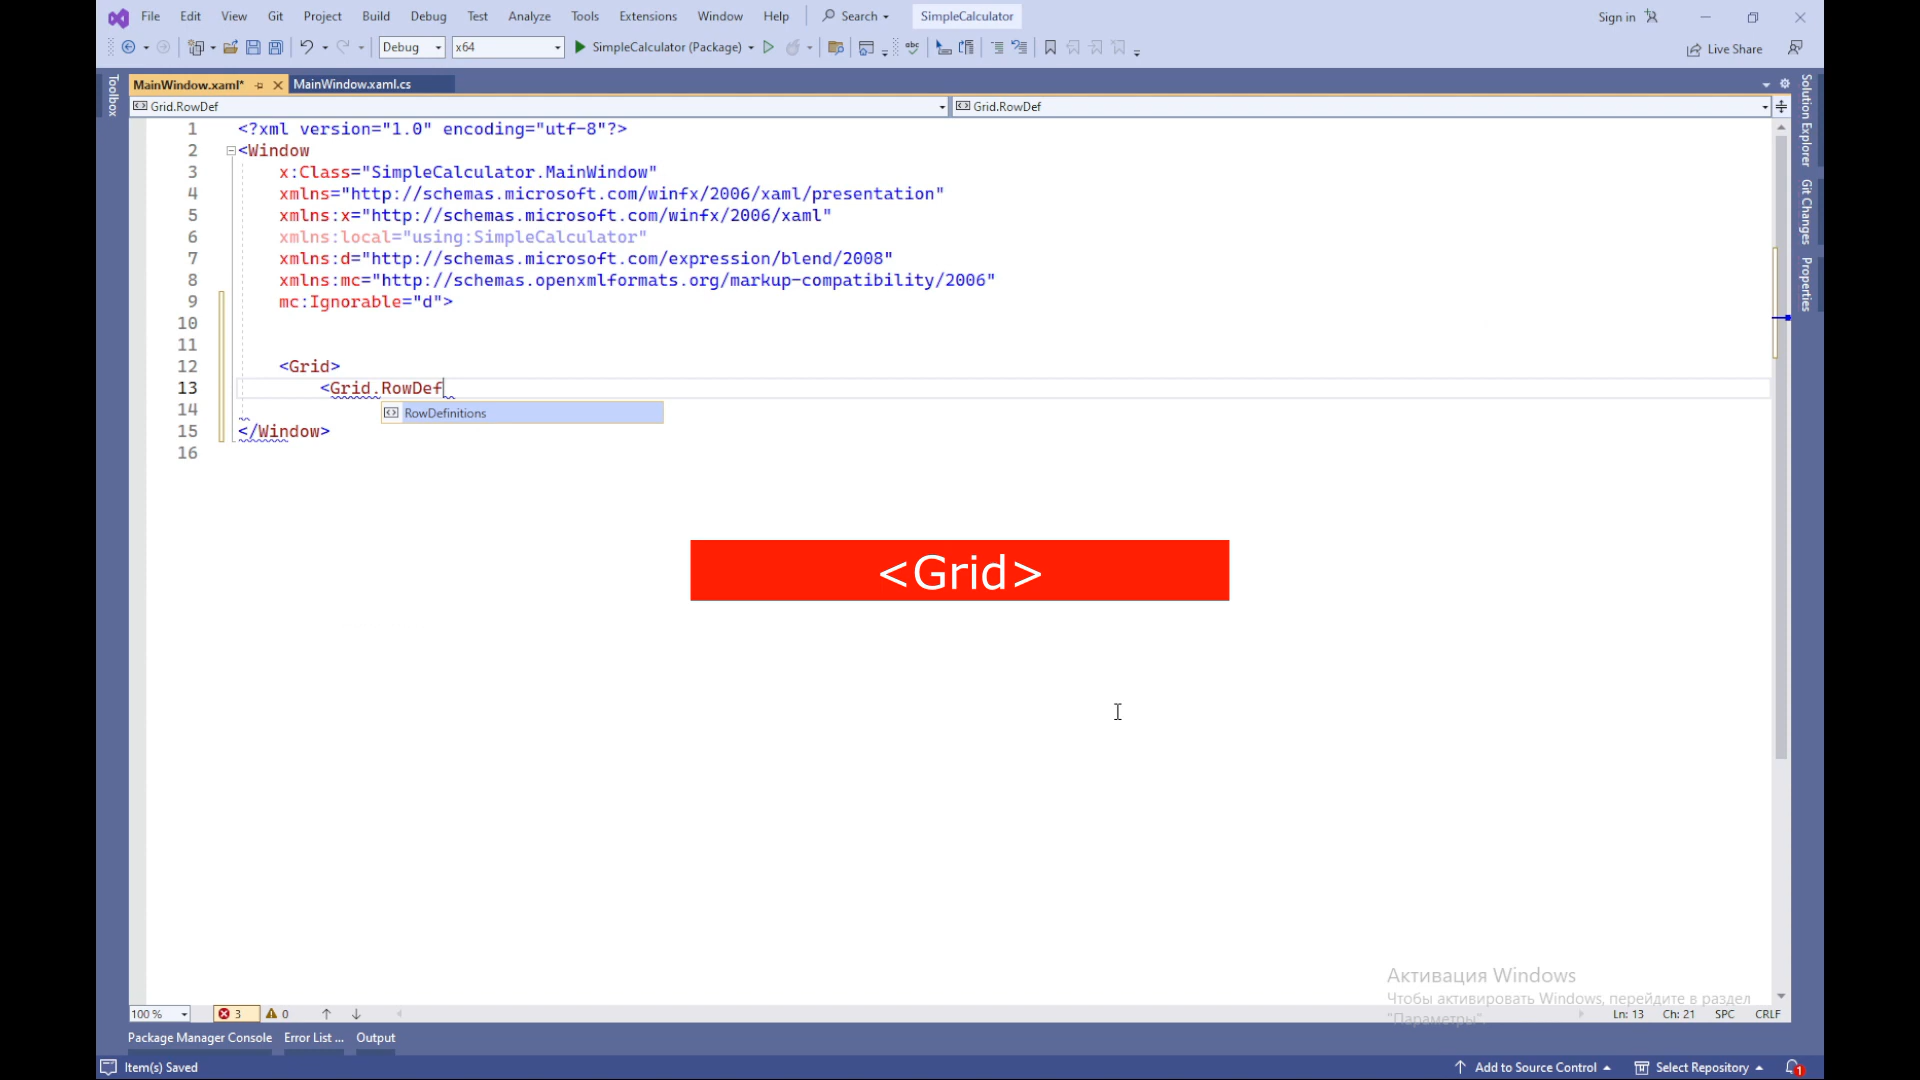 File Edit View Git Project Build Debug Test Analyze Tools Extensions Window Help Search SimpleCalculator Sign in
Debug x64 SimpleCalculator (Package) abc Live Share
MainWindow.xaml* MainWindow.xaml.cs
Toolbox
Solution Explorer
Git Changes
Properties
Grid.RowDef Grid.RowDef
1 <?xml version="1.0" encoding="utf-8"?>
2 <Window
3 x:Class="SimpleCalculator.MainWindow"
4 xmlns="http://schemas.microsoft.com/winfx/2006/xaml/presentation"
5 xmlns:x="http://schemas.microsoft.com/winfx/2006/xaml"
6 xmlns:local="using:SimpleCalculator"
7 xmlns:d="http://schemas.microsoft.com/expression/blend/2008"
8 xmlns:mc="http://schemas.openxmlformats.org/markup-compatibility/2006"
9 mc:Ignorable="d">
10
11
12 <Grid>
13 <Grid.RowDef
14 RowDefinitions
15 </Window>
16
<Grid>
Активация Windows
Чтобы активировать Windows, перейдите в раздел
"Параметры".
100 % 3 0 Ln: 13 Ch: 21 SPC CRLF
Package Manager Console Error List ... Output
Item(s) Saved Add to Source Control Select Repository 1